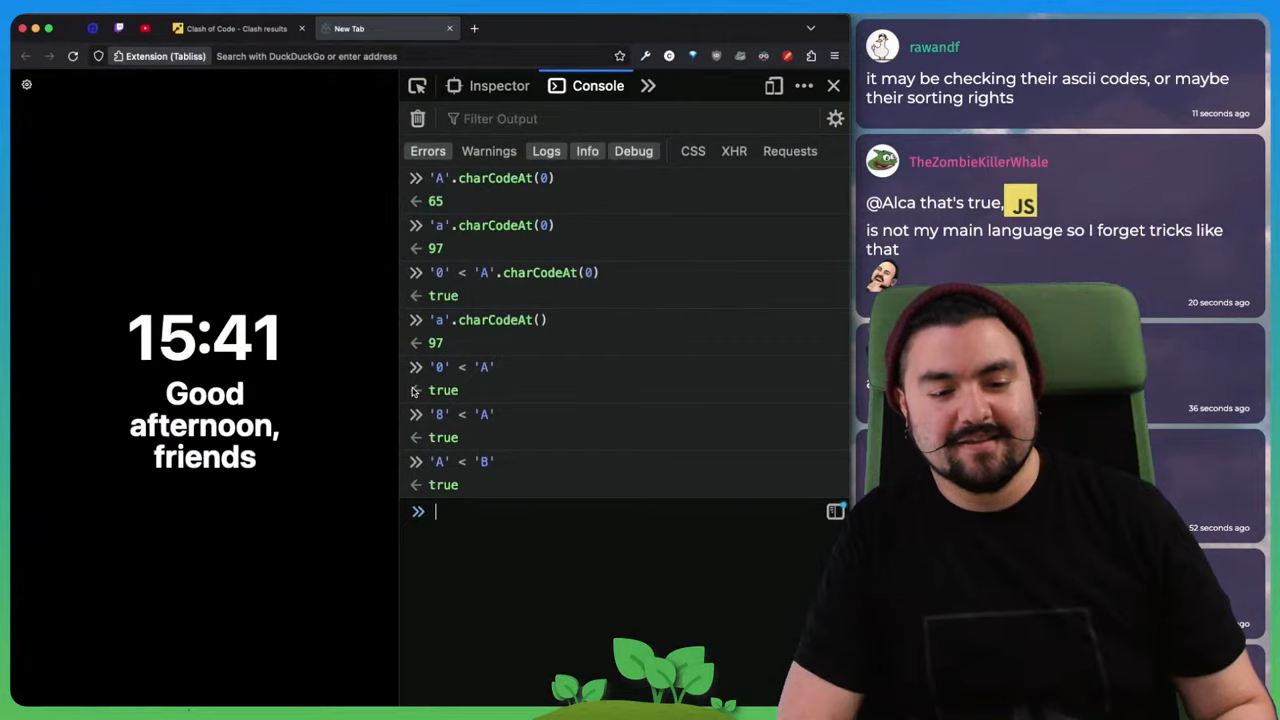 Clash of Code - Clash results
New Tab
Extension (Tabliss)
Search with DuckDuckGo or enter address
Inspector
Console
Filter Output
Errors
Warnings
Logs
Info
Debug
CSS
XHR
Requests
'A'.charCodeAt(0)
65
'a'.charCodeAt(0)
97
'0' < 'A'.charCodeAt(0)
true
'a'.charCodeAt()
97
'0' < 'A'
true
'8' < 'A'
true
'A' < 'B'
true
15:41
Good
afternoon,
friends
rawandf
it may be checking their ascii codes, or maybe
their sorting rights
11 seconds ago
TheZombieKillerWhale
@Alca that's true, JS
is not my main language so I forget tricks like
that
20 seconds ago
36 seconds ago
52 seconds ago